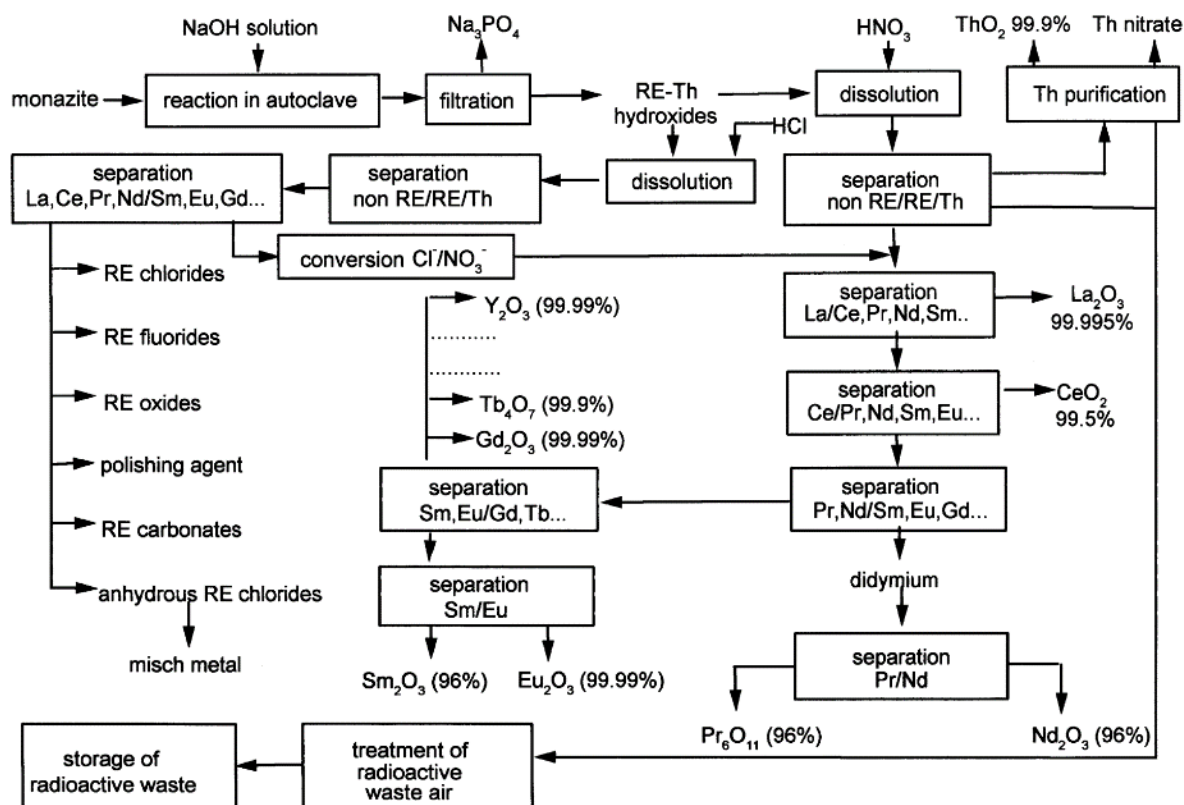 NaOH solution
Na₃PO₄
HNO₃
ThO₂ 99.9%
Th nitrate
monazite
reaction in autoclave
filtration
RE-Th
hydroxides
dissolution
Th purification
HCl
separation
La,Ce,Pr,Nd/Sm,Eu,Gd...
separation
non RE/RE/Th
dissolution
separation
non RE/RE/Th
conversion Cl⁻/NO₃⁻
RE chlorides
RE fluorides
RE oxides
polishing agent
RE carbonates
anhydrous RE chlorides
misch metal
Y₂O₃ (99.99%)
............
............
Tb₄O₇ (99.9%)
Gd₂O₃ (99.99%)
separation
Sm,Eu/Gd,Tb...
separation
Sm/Eu
Sm₂O₃ (96%)
Eu₂O₃ (99.99%)
separation
La/Ce,Pr,Nd,Sm..
La₂O₃
99.995%
separation
Ce/Pr,Nd,Sm,Eu...
CeO₂
99.5%
separation
Pr,Nd/Sm,Eu,Gd...
didymium
separation
Pr/Nd
Pr₆O₁₁ (96%)
Nd₂O₃ (96%)
storage of
radioactive waste
treatment of
radioactive
waste air